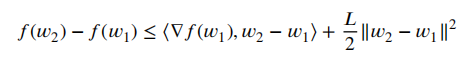 f(w₂) − f(w₁) ≤ ⟨∇f(w₁), w₂ − w₁⟩ + L/2 ‖w₂ − w₁‖²